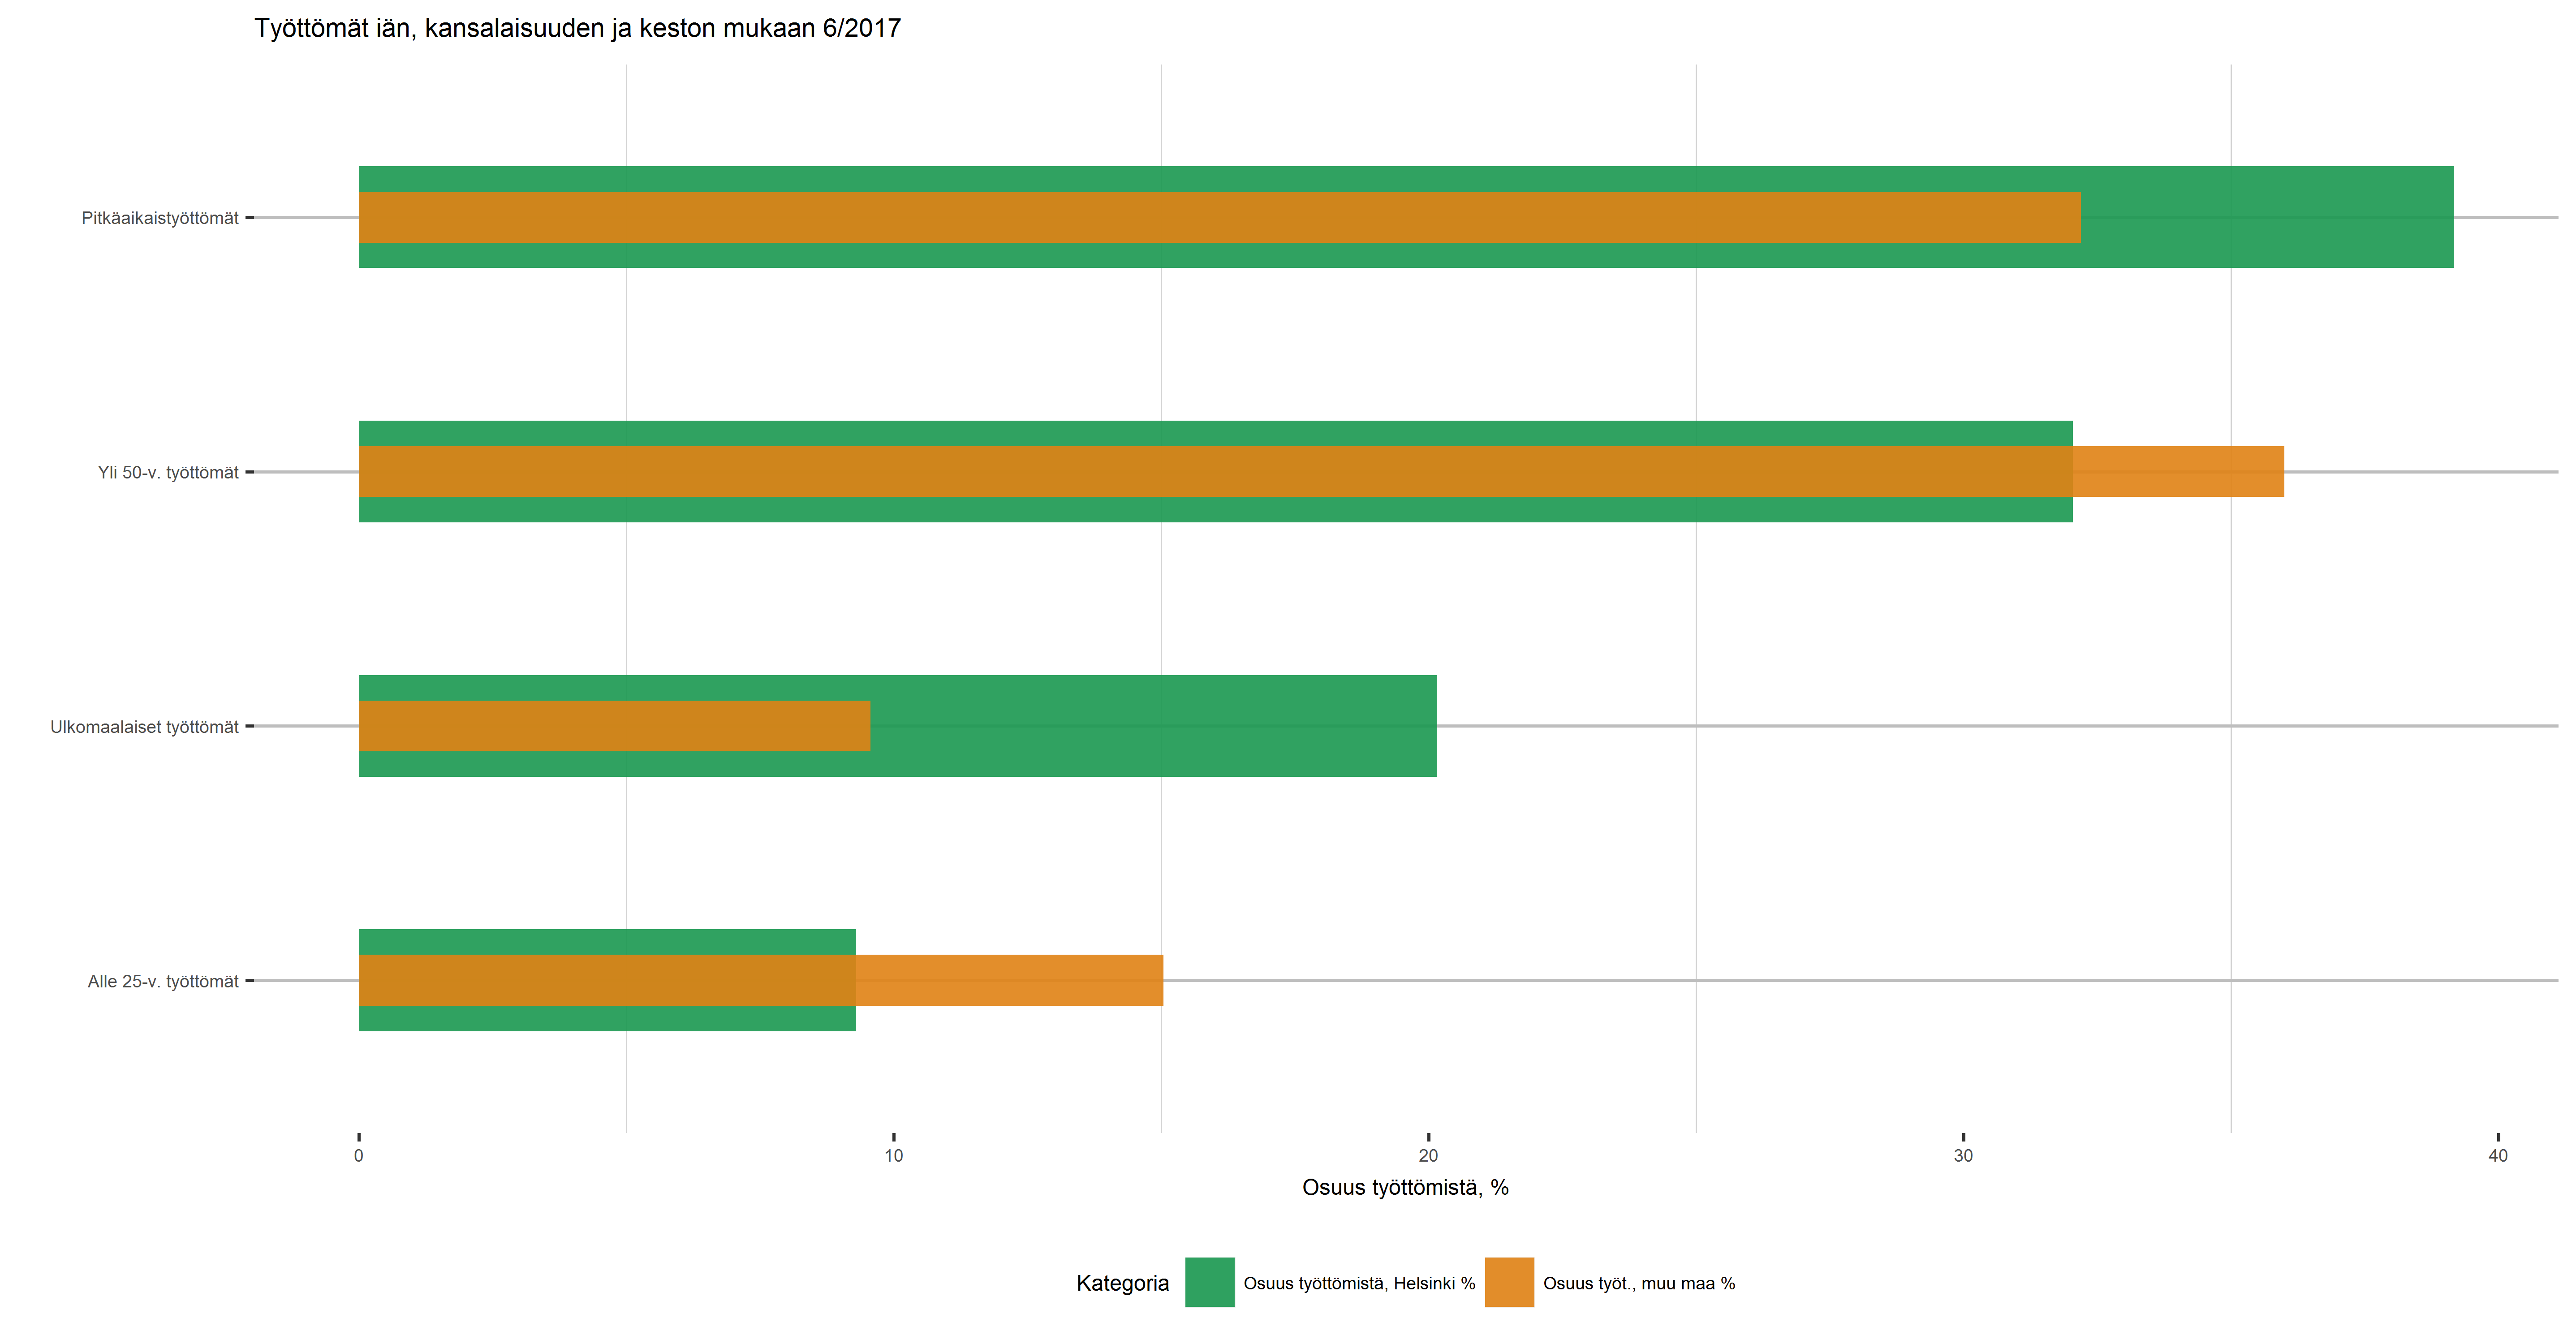 Työttömät iän, kansalaisuuden ja keston mukaan 6/2017
Pitkäaikaistyöttömät
Yli 50-v. työttömät
Ulkomaalaiset työttömät
Alle 25-v. työttömät
0 10 20 30 40
Osuus työttömistä, %
Kategoria Osuus työttömistä, Helsinki % Osuus työt., muu maa %